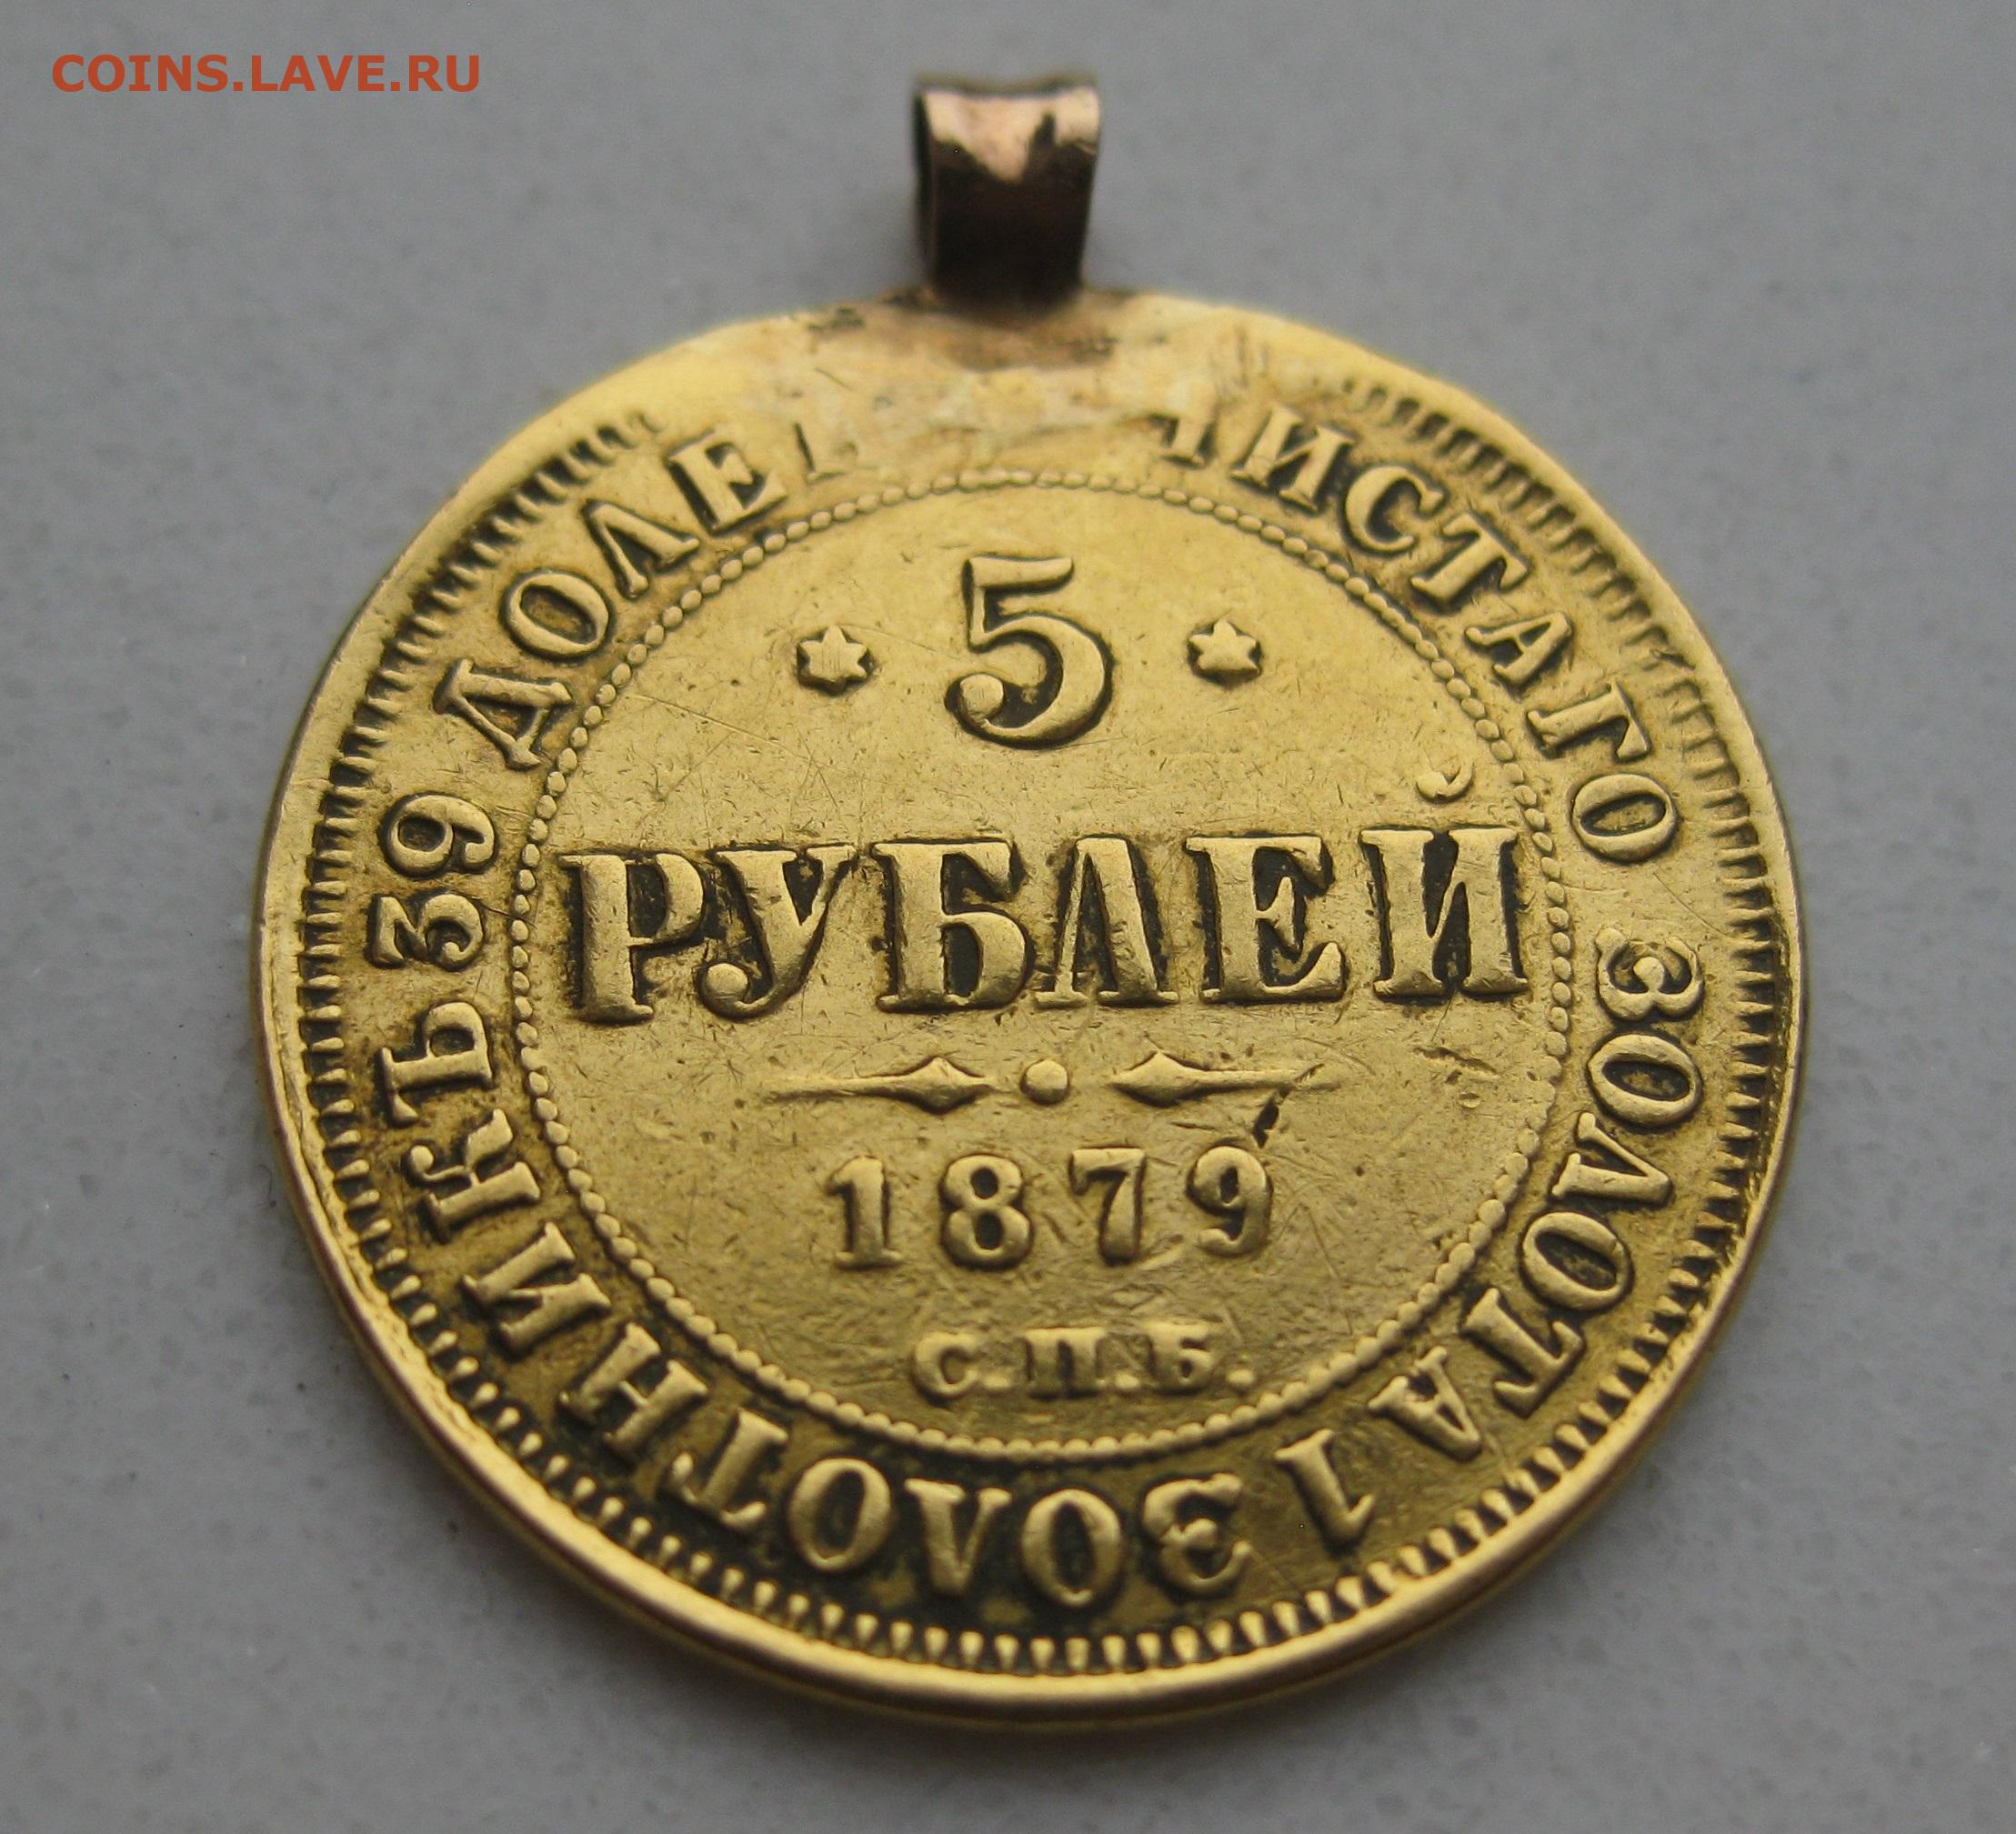 COINS.LAVE.RU
5
РУБЛЕЙ
1879
С.П.Б.
ЧИСТАГО ЗОЛОТА 1 ЗОЛОТНИКЪ 39 ДОЛЕ